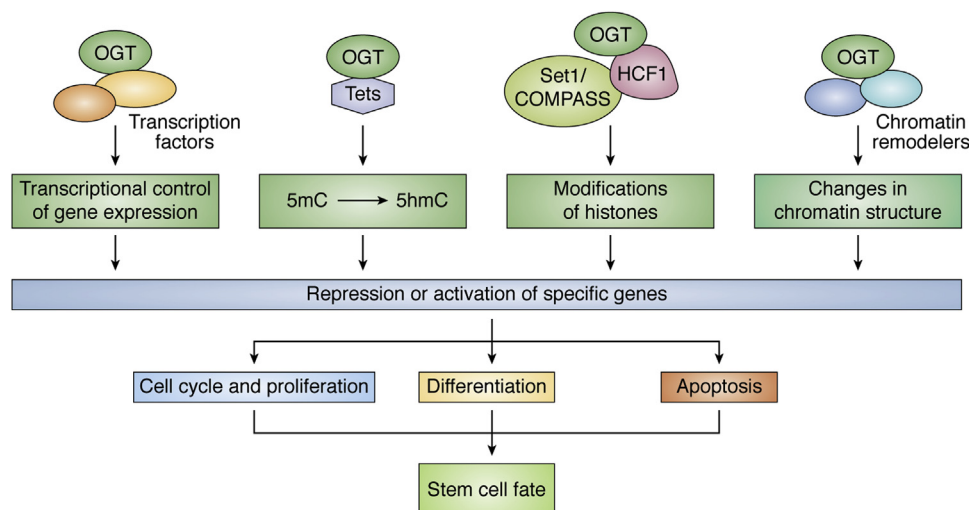 OGT
Transcription
factors
OGT
Tets
OGT
Set1/
COMPASS
HCF1
OGT
Chromatin
remodelers
Transcriptional control
of gene expression
5mC → 5hmC
Modifications
of histones
Changes in
chromatin structure
Repression or activation of specific genes
Cell cycle and proliferation
Differentiation
Apoptosis
Stem cell fate